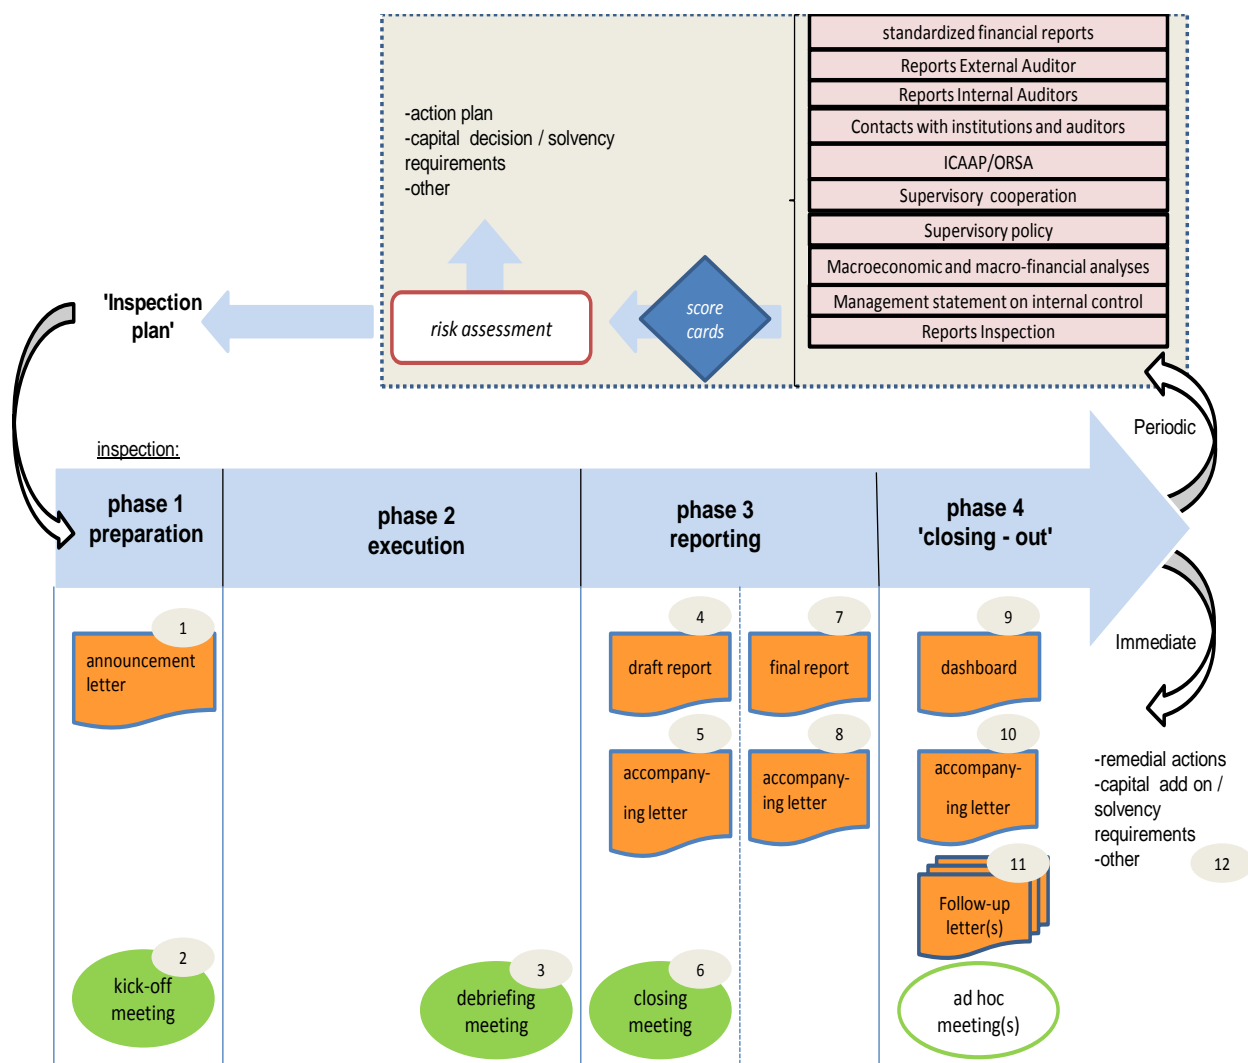 standardized financial reports
Reports External Auditor
Reports Internal Auditors
Contacts with institutions and auditors
ICAAP/ORSA
Supervisory cooperation
Supervisory policy
Macroeconomic and macro-financial analyses
Management statement on internal control
Reports Inspection
-action plan
-capital decision / solvency
requirements
-other
score
cards
risk assessment
'Inspection
plan'
Periodic
inspection:
phase 1
preparation
phase 2
execution
phase 3
reporting
phase 4
'closing - out'
Immediate
1
announcement
letter
4
draft report
7
final report
9
dashboard
5
accompany-
ing letter
8
accompany-
ing letter
10
accompany-
ing letter
-remedial actions
-capital add on /
solvency
requirements
-other
12
11
Follow-up
letter(s)
2
kick-off
meeting
3
debriefing
meeting
6
closing
meeting
ad hoc
meeting(s)